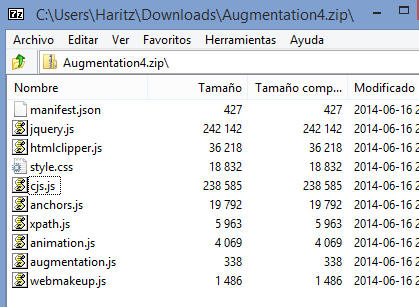 C:\Users\Haritz\Downloads\Augmentation4.zip\
Archivo Editar Ver Favoritos Herramientas Ayuda
Augmentation4.zip\
Nombre Tamaño Tamaño comp... Modificado
manifest.json 427 427 2014-06-16 2
jquery.js 242 142 242 142 2014-06-16 2
htmlclipper.js 36 218 36 218 2014-06-16 2
style.css 18 832 18 832 2014-06-16 2
cjs.js 238 585 238 585 2014-06-16 2
anchors.js 19 792 19 792 2014-06-16 2
xpath.js 5 963 5 963 2014-06-16 2
animation.js 4 069 4 069 2014-06-16 2
augmentation.js 338 338 2014-06-16 2
webmakeup.js 1 486 1 486 2014-06-16 2